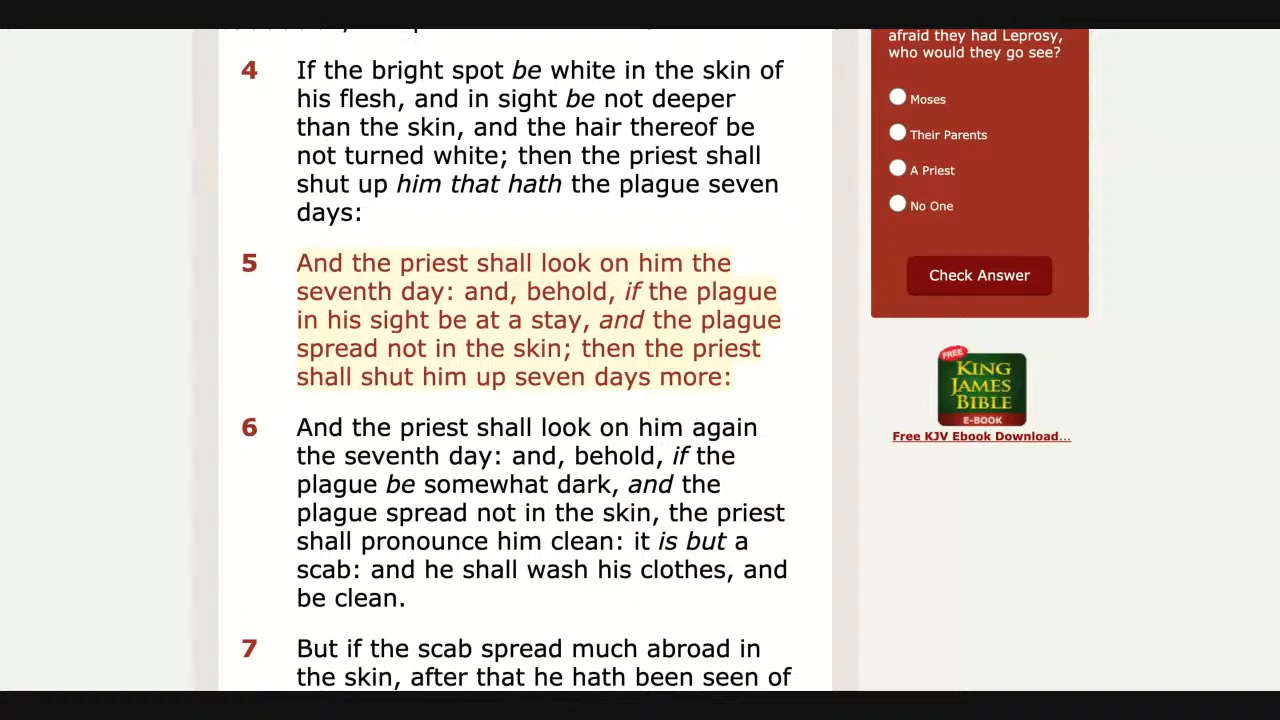 4 If the bright spot be white in the skin of
his flesh, and in sight be not deeper
than the skin, and the hair thereof be
not turned white; then the priest shall
shut up him that hath the plague seven
days:
5 And the priest shall look on him the
seventh day: and, behold, if the plague
in his sight be at a stay, and the plague
spread not in the skin; then the priest
shall shut him up seven days more:
6 And the priest shall look on him again
the seventh day: and, behold, if the
plague be somewhat dark, and the
plague spread not in the skin, the priest
shall pronounce him clean: it is but a
scab: and he shall wash his clothes, and
be clean.
7 But if the scab spread much abroad in
the skin, after that he hath been seen of
afraid they had Leprosy,
who would they go see?
Moses
Their Parents
A Priest
No One
Check Answer
FREE
KING
JAMES
BIBLE
E-BOOK
Free KJV Ebook Download...